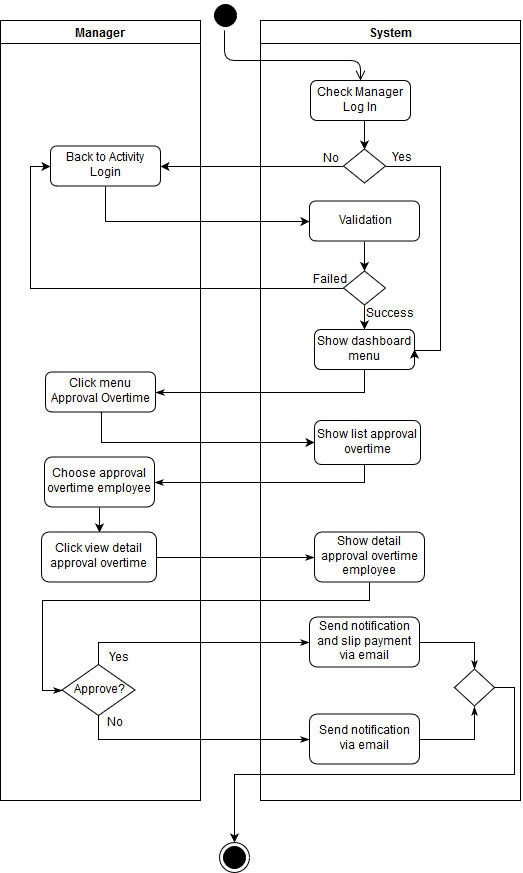 Manager
System
Check Manager
Log In
No
Yes
Back to Activity
Login
Validation
Failed
Success
Show dashboard
menu
Click menu
Approval Overtime
Show list approval
overtime
Choose approval
overtime employee
Click view detail
approval overtime
Show detail
approval overtime
employee
Send notification
and slip payment
via email
Yes
Approve?
No
Send notification
via email